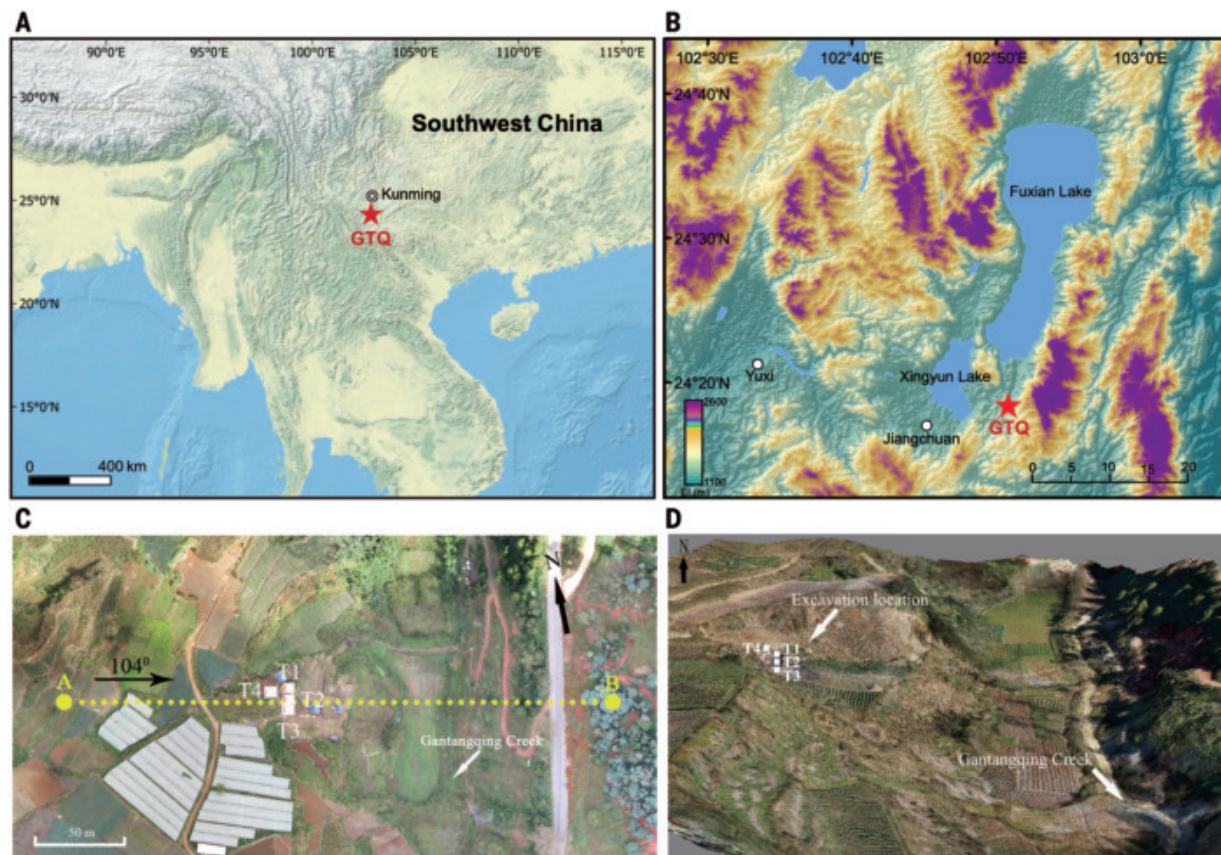 A
90°0'E 95°0'E 100°0'E 105°0'E 110°0'E 115°0'E
30°0'N
25°0'N
20°0'N
15°0'N
Southwest China
Kunming
GTQ
0 400 km
B
102°30'E 102°40'E 102°50'E 103°0'E
24°40'N
24°30'N
24°20'N
Fuxian Lake
Xingyun Lake
Yuxi
Jiangchuan
GTQ
2600
1100
0 5 10 15 20
C
N
104⁰
A
B
T1
T4
T2
T3
Gantangqing Creek
50 m
D
N
Excavation location
T4 T1
T2
T3
Gantangqing Creek